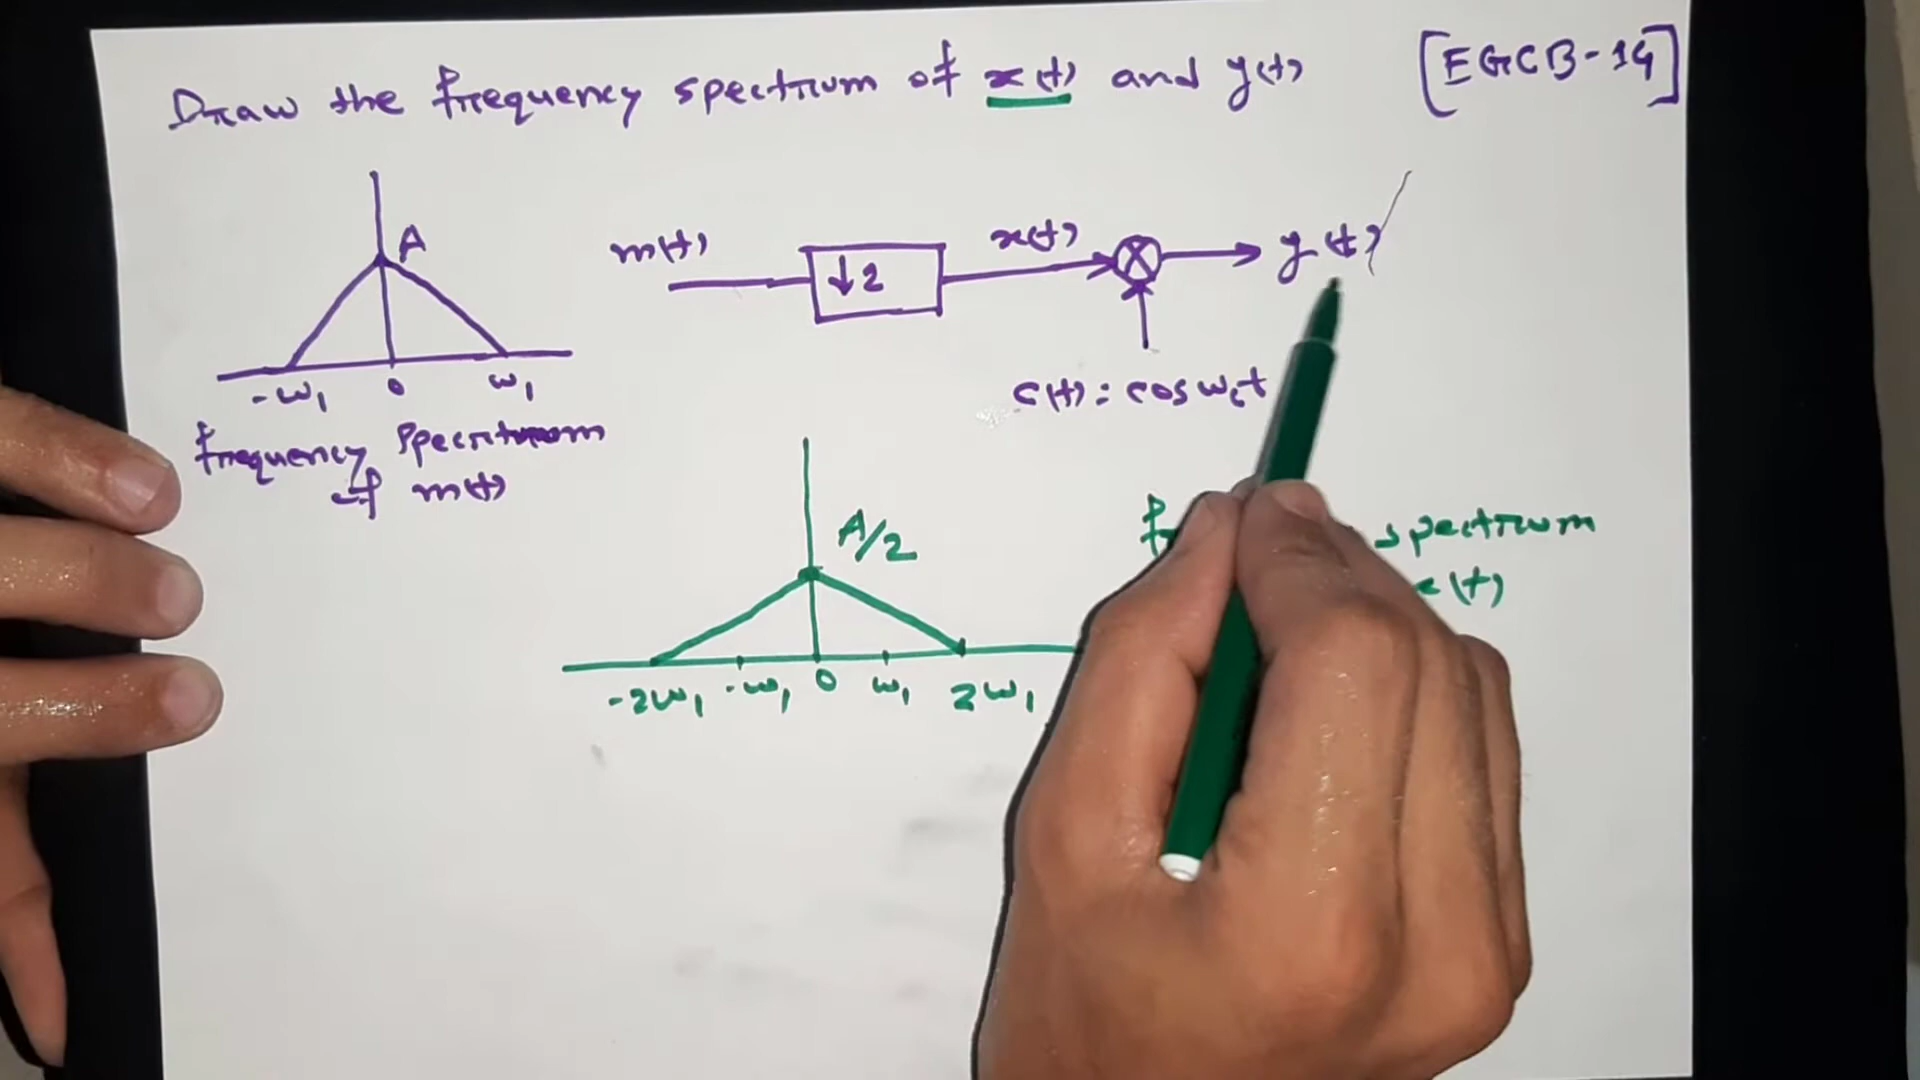 Draw the frequency spectrum of x(t) and y(t) [EGCB-14]
A
m(t)
↓2
x(t)
y(t)
-ω₁ 0 ω₁
c(t) = cos ωct
frequency spectrum
of m(t)
A/2
spectrum
(t)
-2ω₁ -ω₁ 0 ω₁ 2ω₁